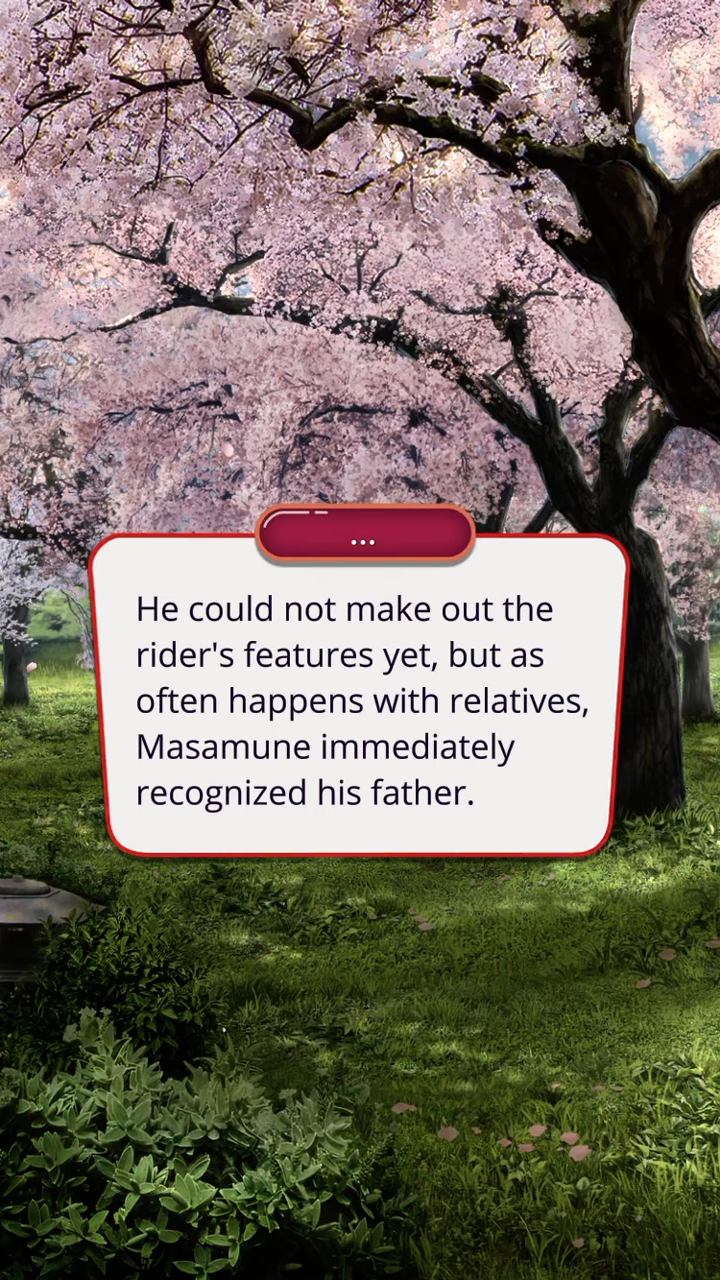 ...
He could not make out the
rider's features yet, but as
often happens with relatives,
Masamune immediately
recognized his father.